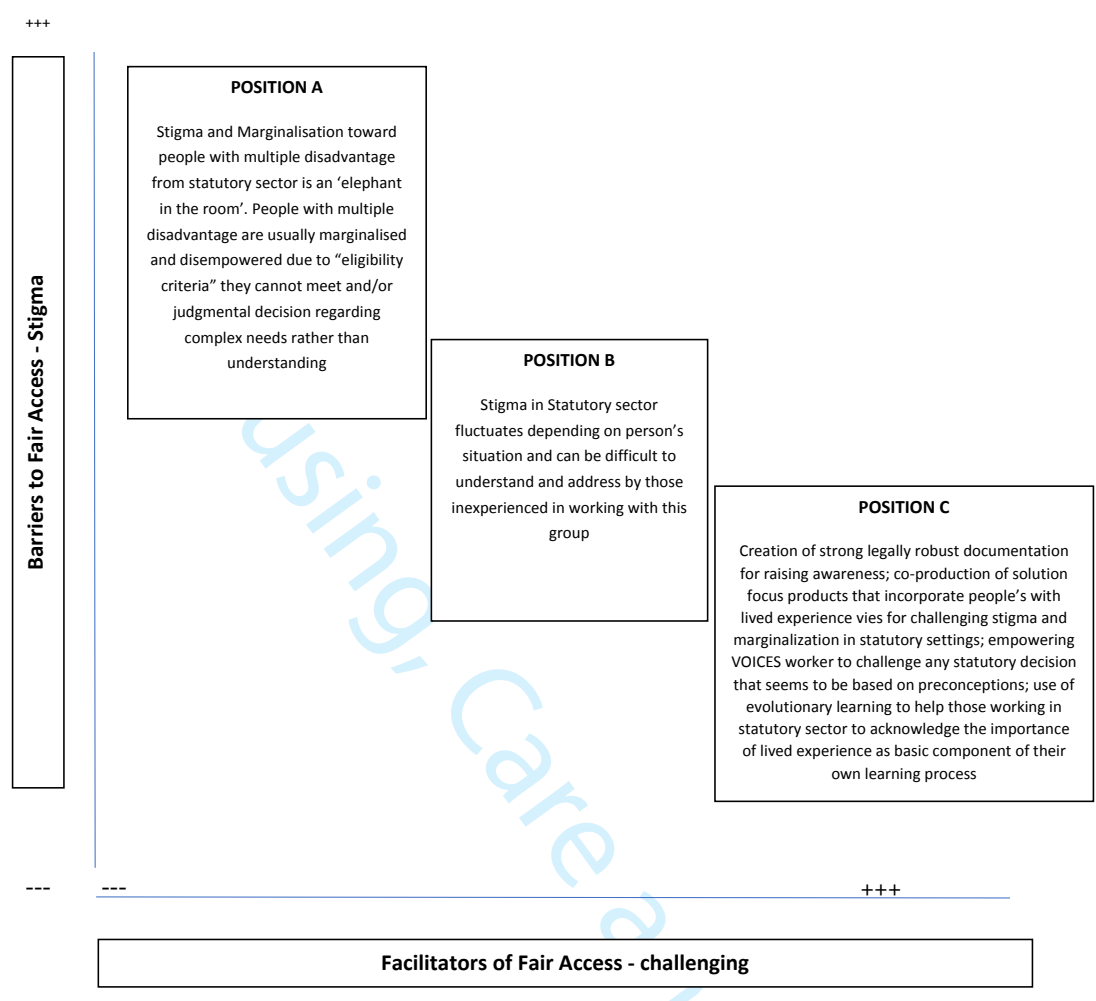 +++
Barriers to Fair Access - Stigma
POSITION A
Stigma and Marginalisation toward
people with multiple disadvantage
from statutory sector is an ‘elephant
in the room’. People with multiple
disadvantage are usually marginalised
and disempowered due to “eligibility
criteria” they cannot meet and/or
judgmental decision regarding
complex needs rather than
understanding
POSITION B
Stigma in Statutory sector
fluctuates depending on person’s
situation and can be difficult to
understand and address by those
inexperienced in working with this
group
POSITION C
Creation of strong legally robust documentation
for raising awareness; co-production of solution
focus products that incorporate people’s with
lived experience vies for challenging stigma and
marginalization in statutory settings; empowering
VOICES worker to challenge any statutory decision
that seems to be based on preconceptions; use of
evolutionary learning to help those working in
statutory sector to acknowledge the importance
of lived experience as basic component of their
own learning process
using, Care a
--- --- +++
Facilitators of Fair Access - challenging